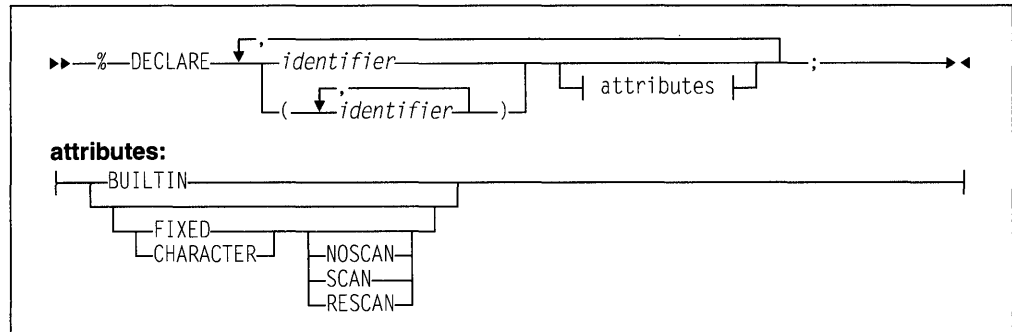 % DECLARE identifier , ;
( identifier , ) attributes
attributes:
BUILTIN
FIXED
CHARACTER NOSCAN
SCAN
RESCAN